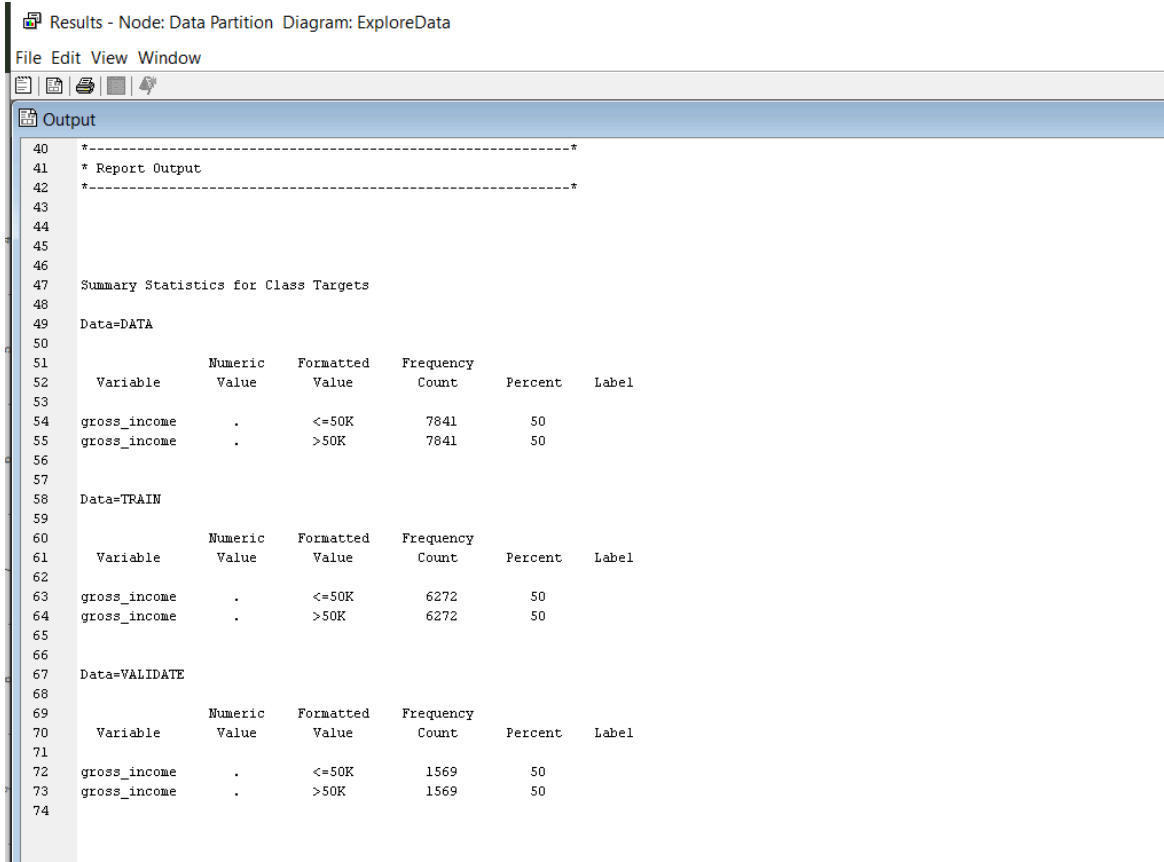 Results - Node: Data Partition Diagram: ExploreData
File Edit View Window
Output
40 *------------------------------------------------------------*
41 * Report Output
42 *------------------------------------------------------------*
43
44
45
46
47 Summary Statistics for Class Targets
48
49 Data=DATA
50
51 Numeric Formatted Frequency
52 Variable Value Value Count Percent Label
53
54 gross_income . <=50K 7841 50
55 gross_income . >50K 7841 50
56
57
58 Data=TRAIN
59
60 Numeric Formatted Frequency
61 Variable Value Value Count Percent Label
62
63 gross_income . <=50K 6272 50
64 gross_income . >50K 6272 50
65
66
67 Data=VALIDATE
68
69 Numeric Formatted Frequency
70 Variable Value Value Count Percent Label
71
72 gross_income . <=50K 1569 50
73 gross_income . >50K 1569 50
74